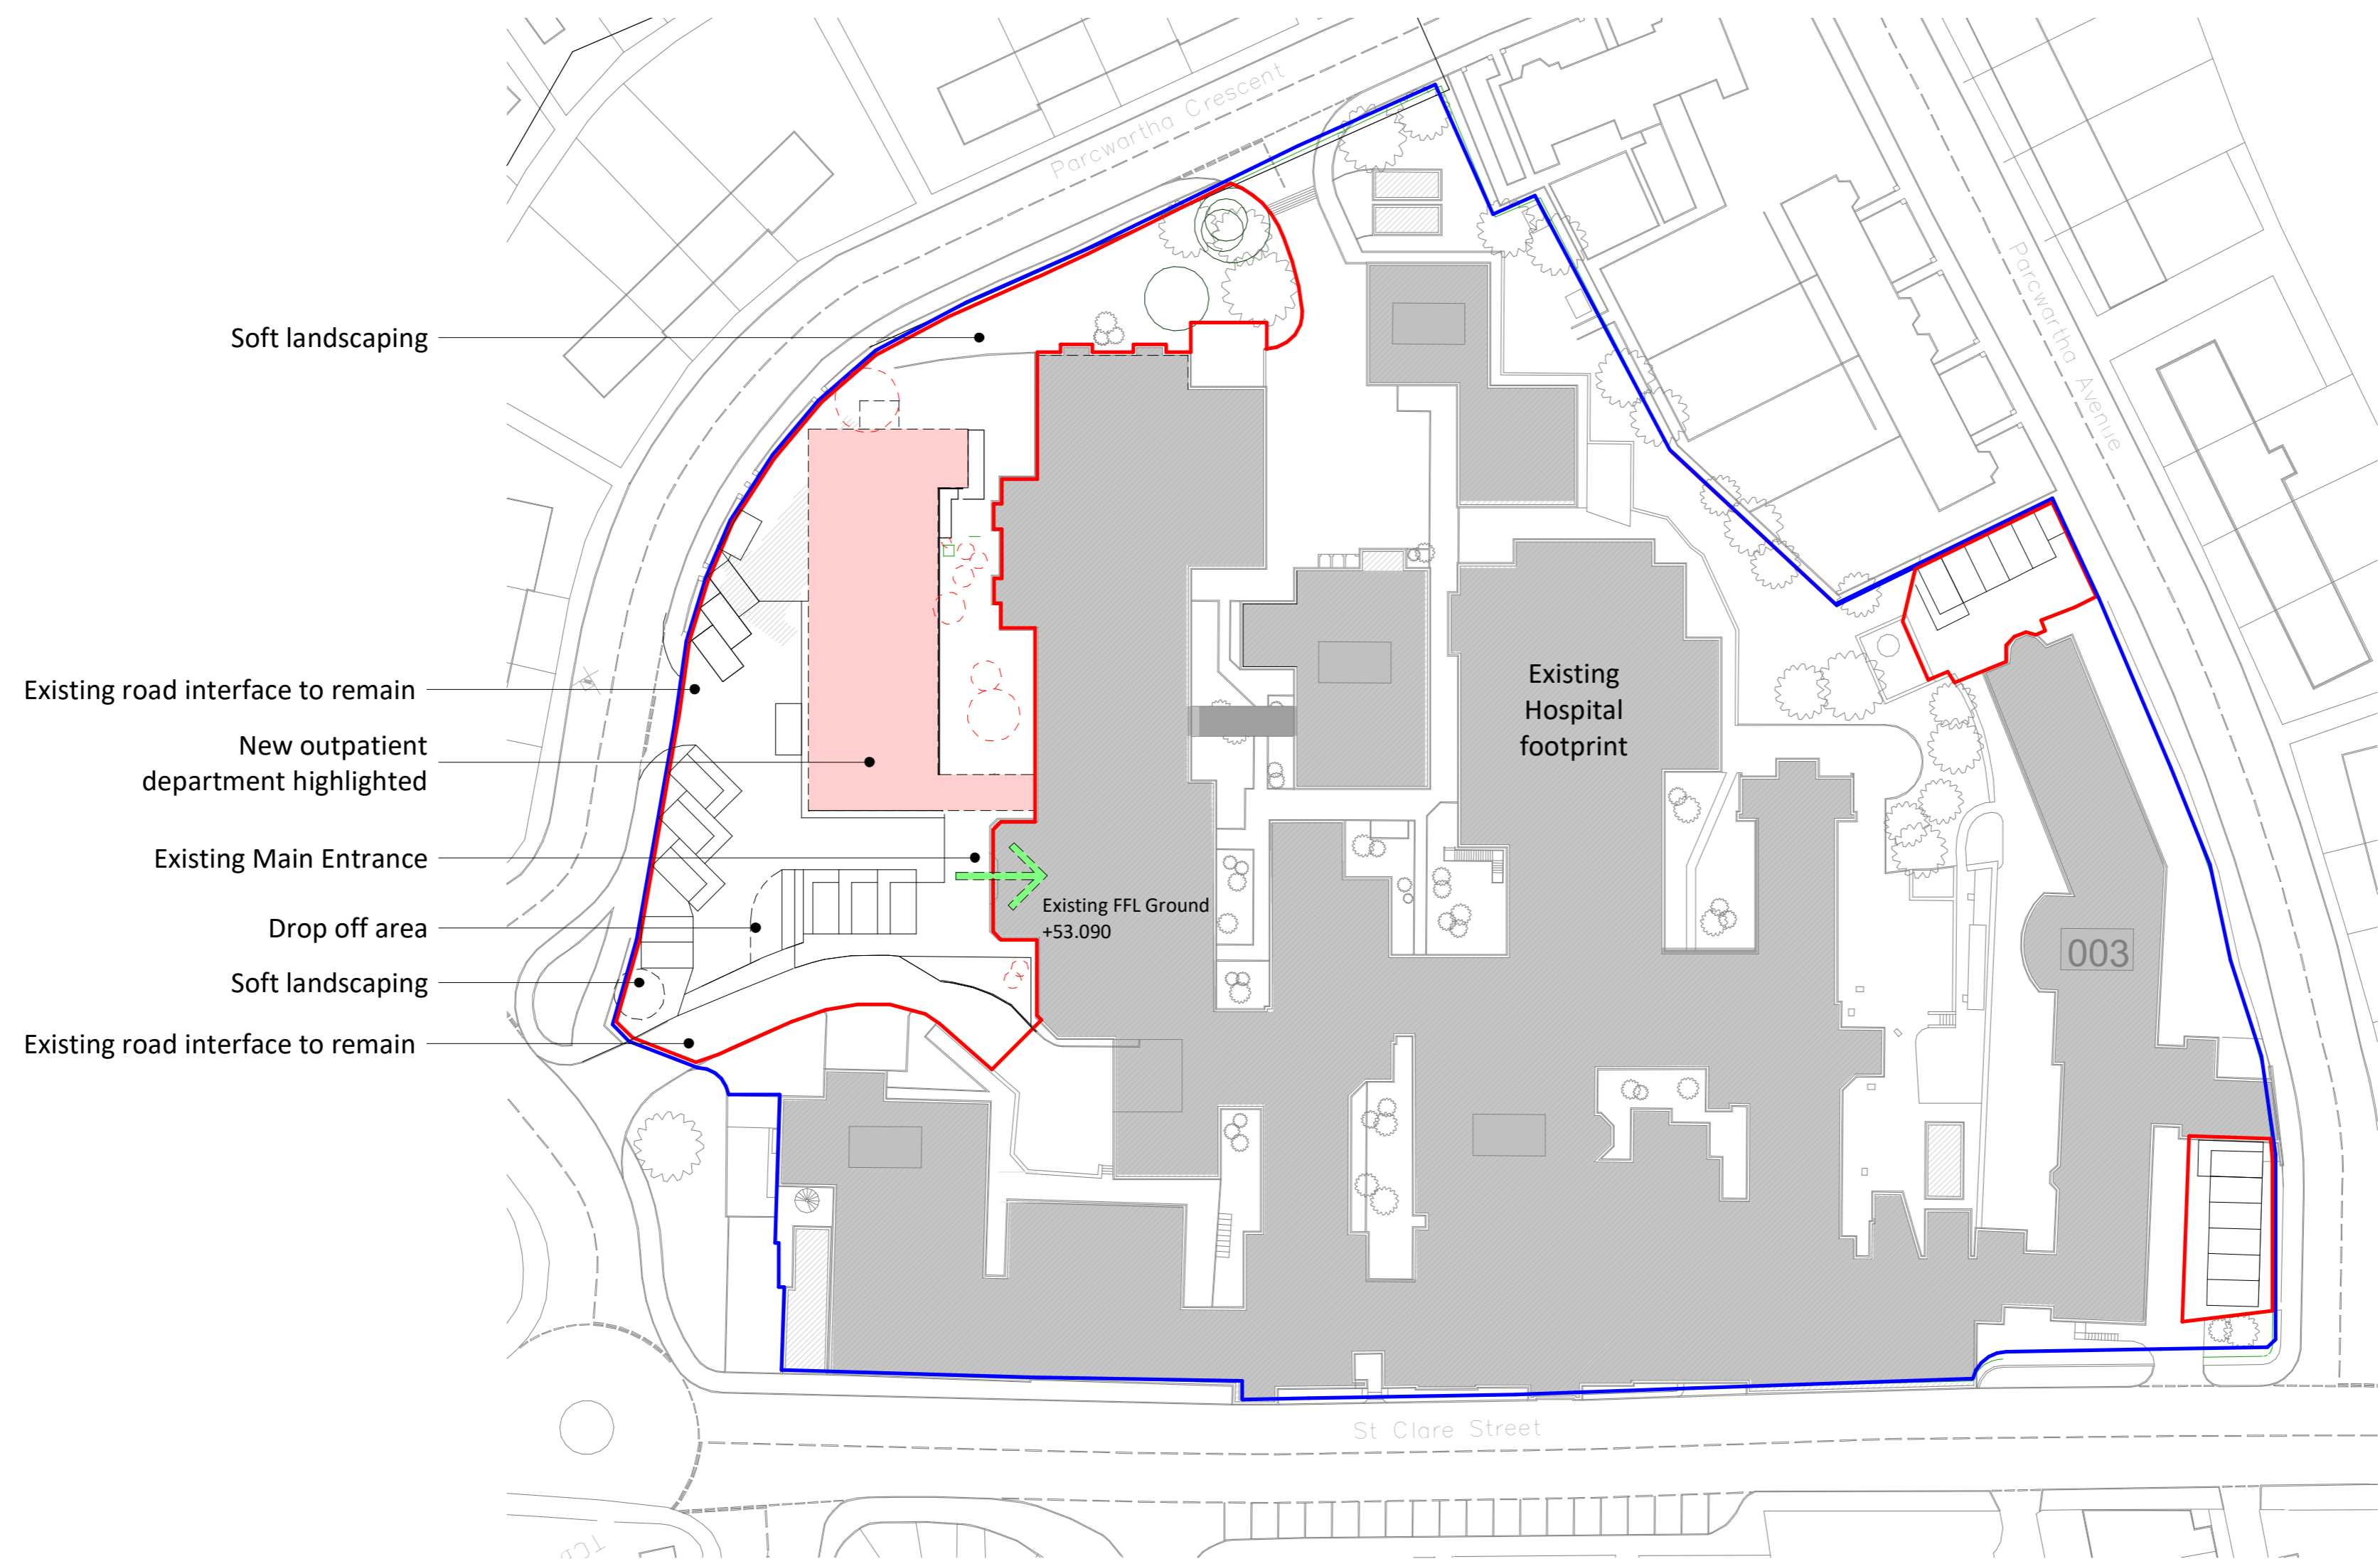 Parcwartha Crescent
Parcwartha Avenue
Soft landscaping
Existing road interface to remain
New outpatient
department highlighted
Existing Main Entrance
Drop off area
Soft landscaping
Existing road interface to remain
Existing
Hospital
footprint
Existing FFL Ground
+53.090
003
St Clare Street